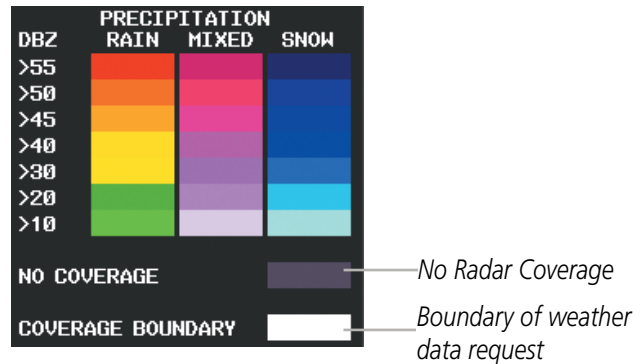 PRECIPITATION
DBZ RAIN MIXED SNOW
>55
>50
>45
>40
>30
>20
>10
NO COVERAGE
No Radar Coverage
COVERAGE BOUNDARY
Boundary of weather
data request